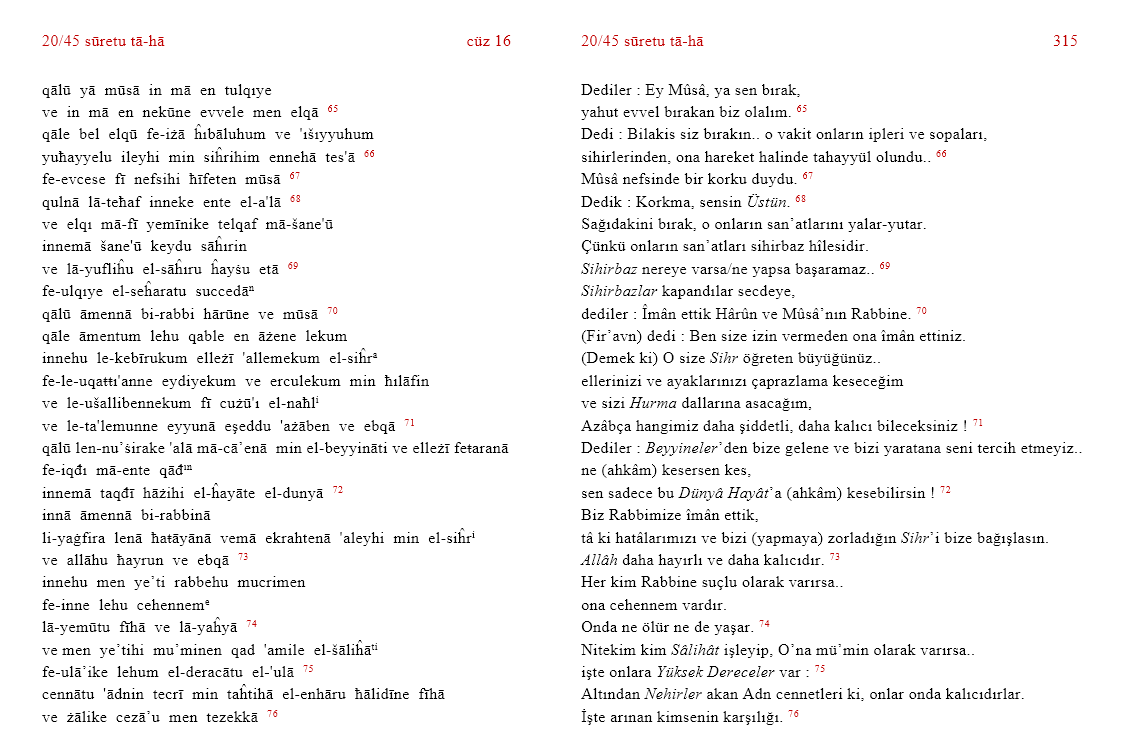 20/45 sūretu tā-hā
cüz 16
qālū yā mūsā in mā en tulqıye
ve in mā en nekūne evvele men elqā 65
qāle bel elqū fe-iżā ĥıbāluhum ve 'ıšıyyuhum
yuħayyelu ileyhi min siĥrihim ennehā tes'ā 66
fe-evcese fī nefsihi ħīfeten mūsā 67
qulnā lā-teħaf inneke ente el-a'lā 68
ve elqı mā-fī yemīnike telqaf mā-šane'ū
innemā šane'ū keydu sāĥırin
ve lā-yufliĥu el-sāĥıru ĥayśu etā 69
fe-ulqıye el-seĥaratu succedāⁿ
qālū āmennā bi-rabbi hārūne ve mūsā 70
qāle āmentum lehu qable en āżene lekum
innehu le-kebīrukum elleżī 'allemekum el-siĥrᵃ
fe-le-uqaŧŧı'anne eydiyekum ve erculekum min ħılāfin
ve le-ušallibennekum fī cużū'ı el-naħlⁱ
ve le-ta'lemunne eyyunā eşeddu 'ażāben ve ebqā 71
qālū len-nu’śirake 'alā mā-cā’enā min el-beyyināti ve elleżī feŧaranā
fe-iqđı mā-ente qāđⁱⁿ
innemā taqđī hāżihi el-ĥayāte el-dunyā 72
innā āmennā bi-rabbinā
li-yaġfira lenā ħaŧāyānā vemā ekrahtenā 'aleyhi min el-siĥrⁱ
ve allāhu ħayrun ve ebqā 73
innehu men ye’ti rabbehu mucrimen
fe-inne lehu cehennemᵉ
lā-yemūtu fīhā ve lā-yaĥyā 74
ve men ye’tihi mu’minen qad 'amile el-šāliĥāᵗⁱ
fe-ulā’ike lehum el-deracātu el-'ulā 75
cennātu 'ādnin tecrī min taĥtihā el-enhāru ħālidīne fīhā
ve żālike cezā’u men tezekkā 76
20/45 sūretu tā-hā
315
Dediler : Ey Mûsâ, ya sen bırak,
yahut evvel bırakan biz olalım. 65
Dedi : Bilakis siz bırakın.. o vakit onların ipleri ve sopaları,
sihirlerinden, ona hareket halinde tahayyül olundu.. 66
Mûsâ nefsinde bir korku duydu. 67
Dedik : Korkma, sensin Üstün. 68
Sağıdakini bırak, o onların san’atlarını yalar-yutar.
Çünkü onların san’atları sihirbaz hîlesidir.
Sihirbaz nereye varsa/ne yapsa başaramaz.. 69
Sihirbazlar kapandılar secdeye,
dediler : Îmân ettik Hârûn ve Mûsâ’nın Rabbine. 70
(Fir’avn) dedi : Ben size izin vermeden ona îmân ettiniz.
(Demek ki) O size Sihr öğreten büyüğünüz..
ellerinizi ve ayaklarınızı çaprazlama keseceğim
ve sizi Hurma dallarına asacağım,
Azâbça hangimiz daha şiddetli, daha kalıcı bileceksiniz ! 71
Dediler : Beyyineler’den bize gelene ve bizi yaratana seni tercih etmeyiz..
ne (ahkâm) kesersen kes,
sen sadece bu Dünyâ Hayât’a (ahkâm) kesebilirsin ! 72
Biz Rabbimize îmân ettik,
tâ ki hatâlarımızı ve bizi (yapmaya) zorladığın Sihr’i bize bağışlasın.
Allâh daha hayırlı ve daha kalıcıdır. 73
Her kim Rabbine suçlu olarak varırsa..
ona cehennem vardır.
Onda ne ölür ne de yaşar. 74
Nitekim kim Sâlihât işleyip, O’na mü’min olarak varırsa..
işte onlara Yüksek Dereceler var : 75
Altından Nehirler akan Adn cennetleri ki, onlar onda kalıcıdırlar.
İşte arınan kimsenin karşılığı. 76